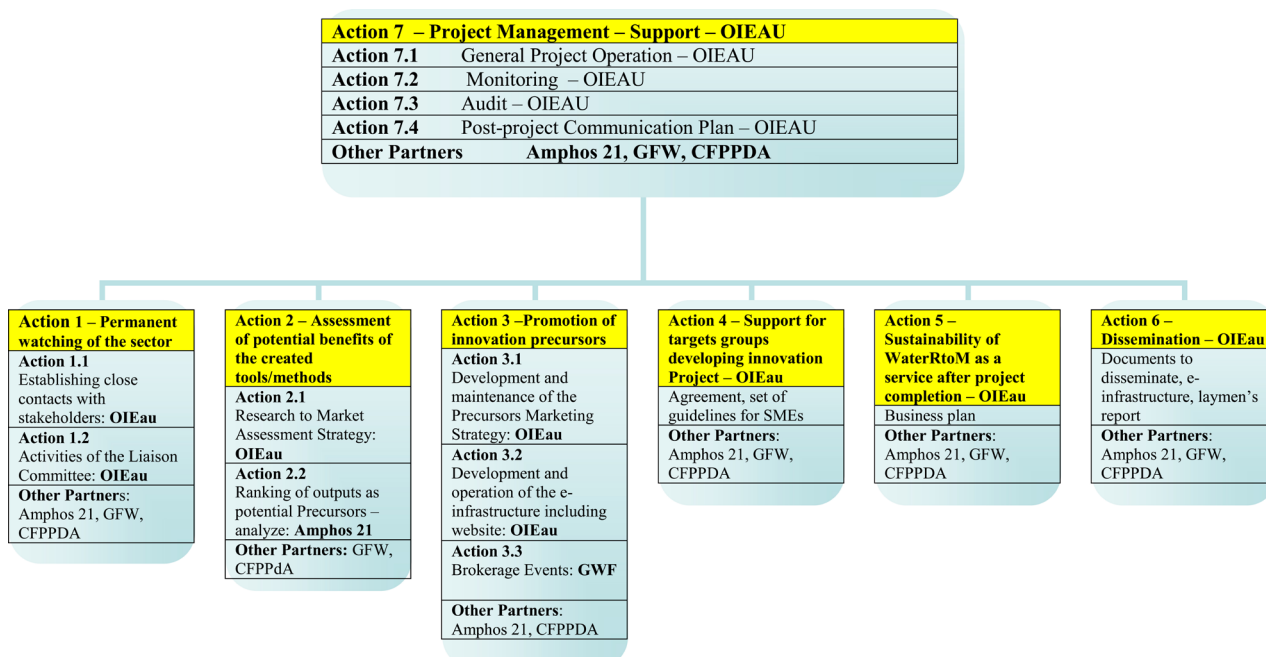 Action 7 – Project Management – Support – OIEAU
Action 7.1 General Project Operation – OIEAU
Action 7.2 Monitoring – OIEAU
Action 7.3 Audit – OIEAU
Action 7.4 Post-project Communication Plan – OIEAU
Other Partners Amphos 21, GFW, CFPPDA
Action 1 – Permanent
watching of the sector
Action 1.1
Establishing close
contacts with
stakeholders: OIEau
Action 1.2
Activities of the Liaison
Committee: OIEau
Other Partners:
Amphos 21, GFW,
CFPPDA
Action 2 – Assessment
of potential benefits of
the created
tools/methods
Action 2.1
Research to Market
Assessment Strategy:
OIEau
Action 2.2
Ranking of outputs as
potential Precursors –
analyze: Amphos 21
Other Partners: GFW,
CFPPdA
Action 3 –Promotion of
innovation precursors
Action 3.1
Development and
maintenance of the
Precursors Marketing
Strategy: OIEau
Action 3.2
Development and
operation of the e-
infrastructure including
website: OIEau
Action 3.3
Brokerage Events: GWF
Other Partners:
Amphos 21, CFPPDA
Action 4 – Support for
targets groups
developing innovation
Project – OIEau
Agreement, set of
guidelines for SMEs
Other Partners:
Amphos 21, GFW,
CFPPDA
Action 5 –
Sustainability of
WaterRtoM as a
service after project
completion – OIEau
Business plan
Other Partners:
Amphos 21, GFW,
CFPPDA
Action 6 –
Dissemination – OIEau
Documents to
disseminate, e-
infrastructure, laymen's
report
Other Partners:
Amphos 21, GFW,
CFPPDA